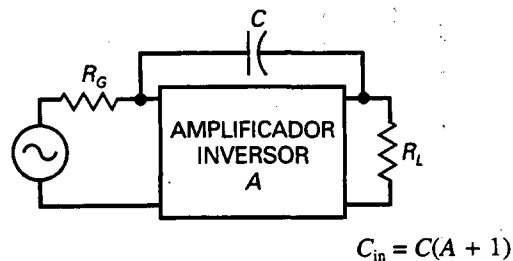 C
R_G
AMPLIFICADOR
INVERSOR
A
R_L
C_in = C(A + 1)